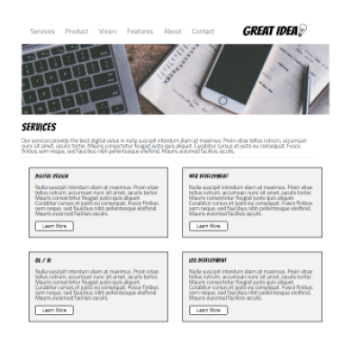 Services Product Vision Features About Contact
GREAT IDEA!
SERVICES
Our services provide the best digital value in nulla suscipit interdum diam at maximus. Proin vitae tellus rutrum, accumsan
nunc sit amet, iaculis tortor. Mauris consectetur feugiat justo quis aliquet. Curabitur cursus et justo eu consequat. Fusce
finibus sem neque, sed faucibus nibh pellentesque eleifend. Mauris euismod facilisis iaculis.
DIGITAL DESIGN
Nulla suscipit interdum diam at maximus. Proin vitae
tellus rutrum, nunc sit amet, iaculis tortor.
Mauris consectetur feugiat justo quis aliquet.
Curabitur cursus et justo eu consequat. Fusce finibus
sem neque, sed faucibus nibh pellentesque eleifend.
Mauris euismod facilisis iaculis.
Learn More
WEB DEVELOPMENT
Nulla suscipit interdum diam at maximus. Proin vitae
tellus rutrum, nunc sit amet, iaculis tortor.
Mauris consectetur feugiat justo quis aliquet.
Curabitur cursus et justo eu consequat. Fusce finibus
sem neque, sed faucibus nibh pellentesque eleifend.
Mauris euismod facilisis iaculis.
Learn More
UX / UI
Nulla suscipit interdum diam at maximus. Proin vitae
tellus rutrum, nunc sit amet, iaculis tortor.
Mauris consectetur feugiat justo quis aliquet.
Curabitur cursus et justo eu consequat. Fusce finibus
sem neque, sed faucibus nibh pellentesque eleifend.
Mauris euismod facilisis iaculis.
Learn More
DEVELOPMENT
Nulla suscipit interdum diam at maximus. Proin vitae
tellus rutrum, nunc sit amet, iaculis tortor.
Mauris consectetur feugiat justo quis aliquet.
Curabitur cursus et justo eu consequat. Fusce finibus
sem neque, sed faucibus nibh pellentesque eleifend.
Mauris euismod facilisis iaculis.
Learn More